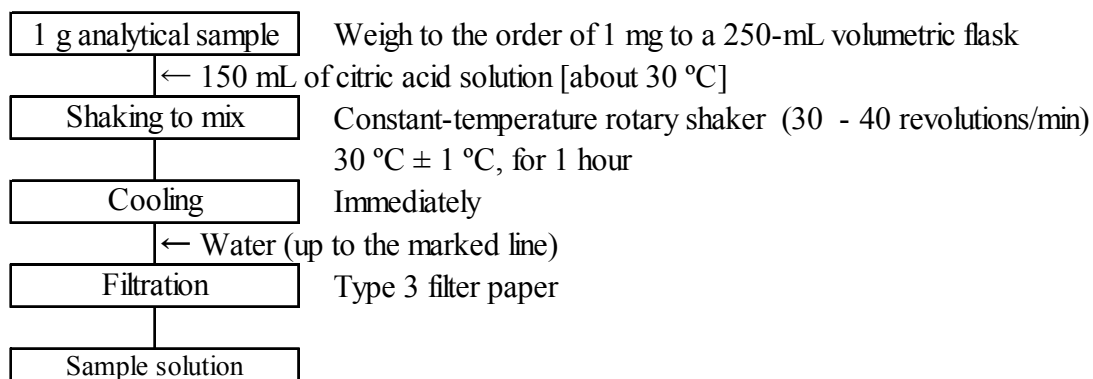 1 g analytical sample Weigh to the order of 1 mg to a 250-mL volumetric flask
← 150 mL of citric acid solution [about 30 ºC]
Shaking to mix Constant-temperature rotary shaker (30 - 40 revolutions/min)
30 ºC ± 1 ºC, for 1 hour
Cooling Immediately
← Water (up to the marked line)
Filtration Type 3 filter paper
Sample solution